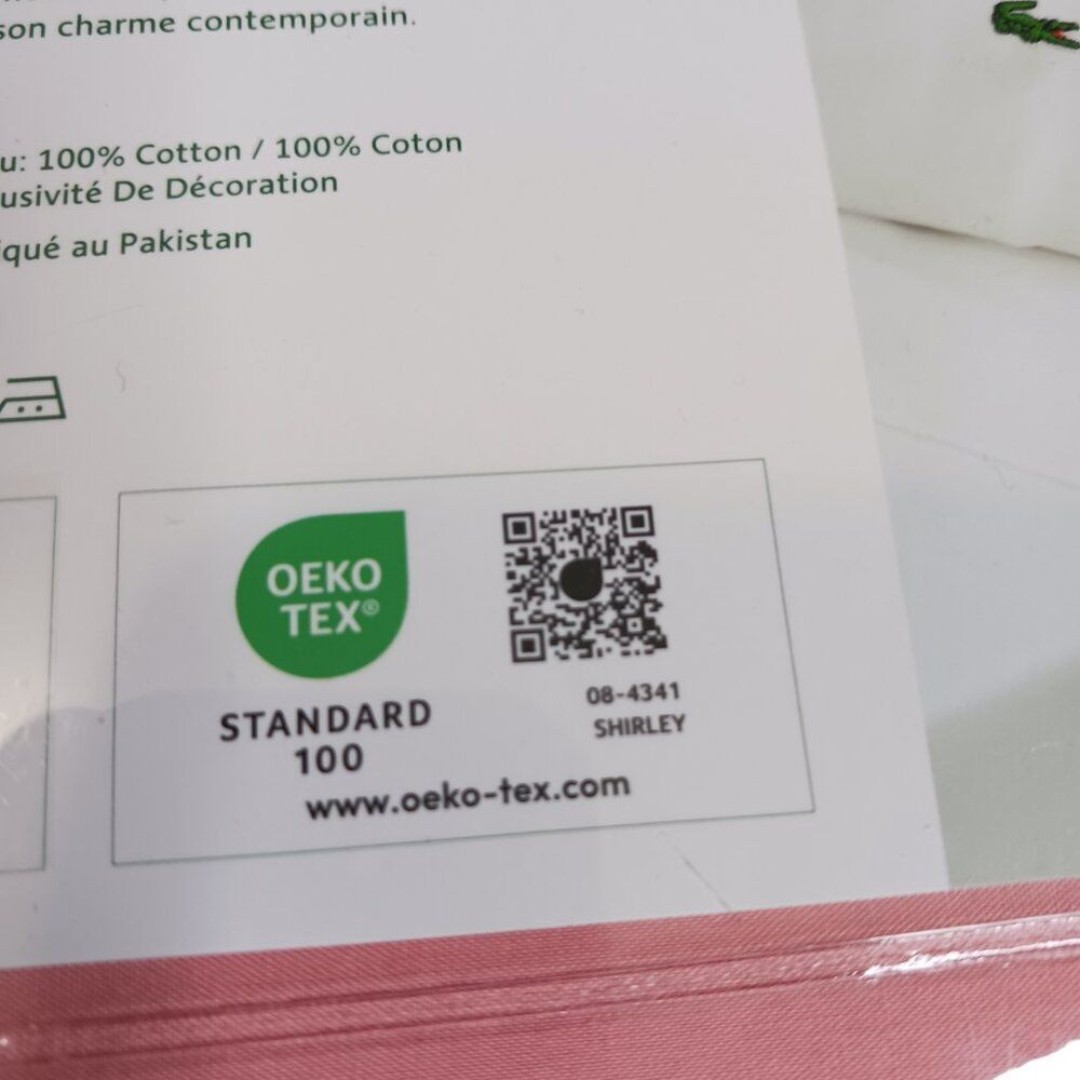 son charme contemporain.
u: 100% Cotton / 100% Coton
usivité De Décoration
iqué au Pakistan
OEKO
TEX®
STANDARD
100
08-4341
SHIRLEY
www.oeko-tex.com